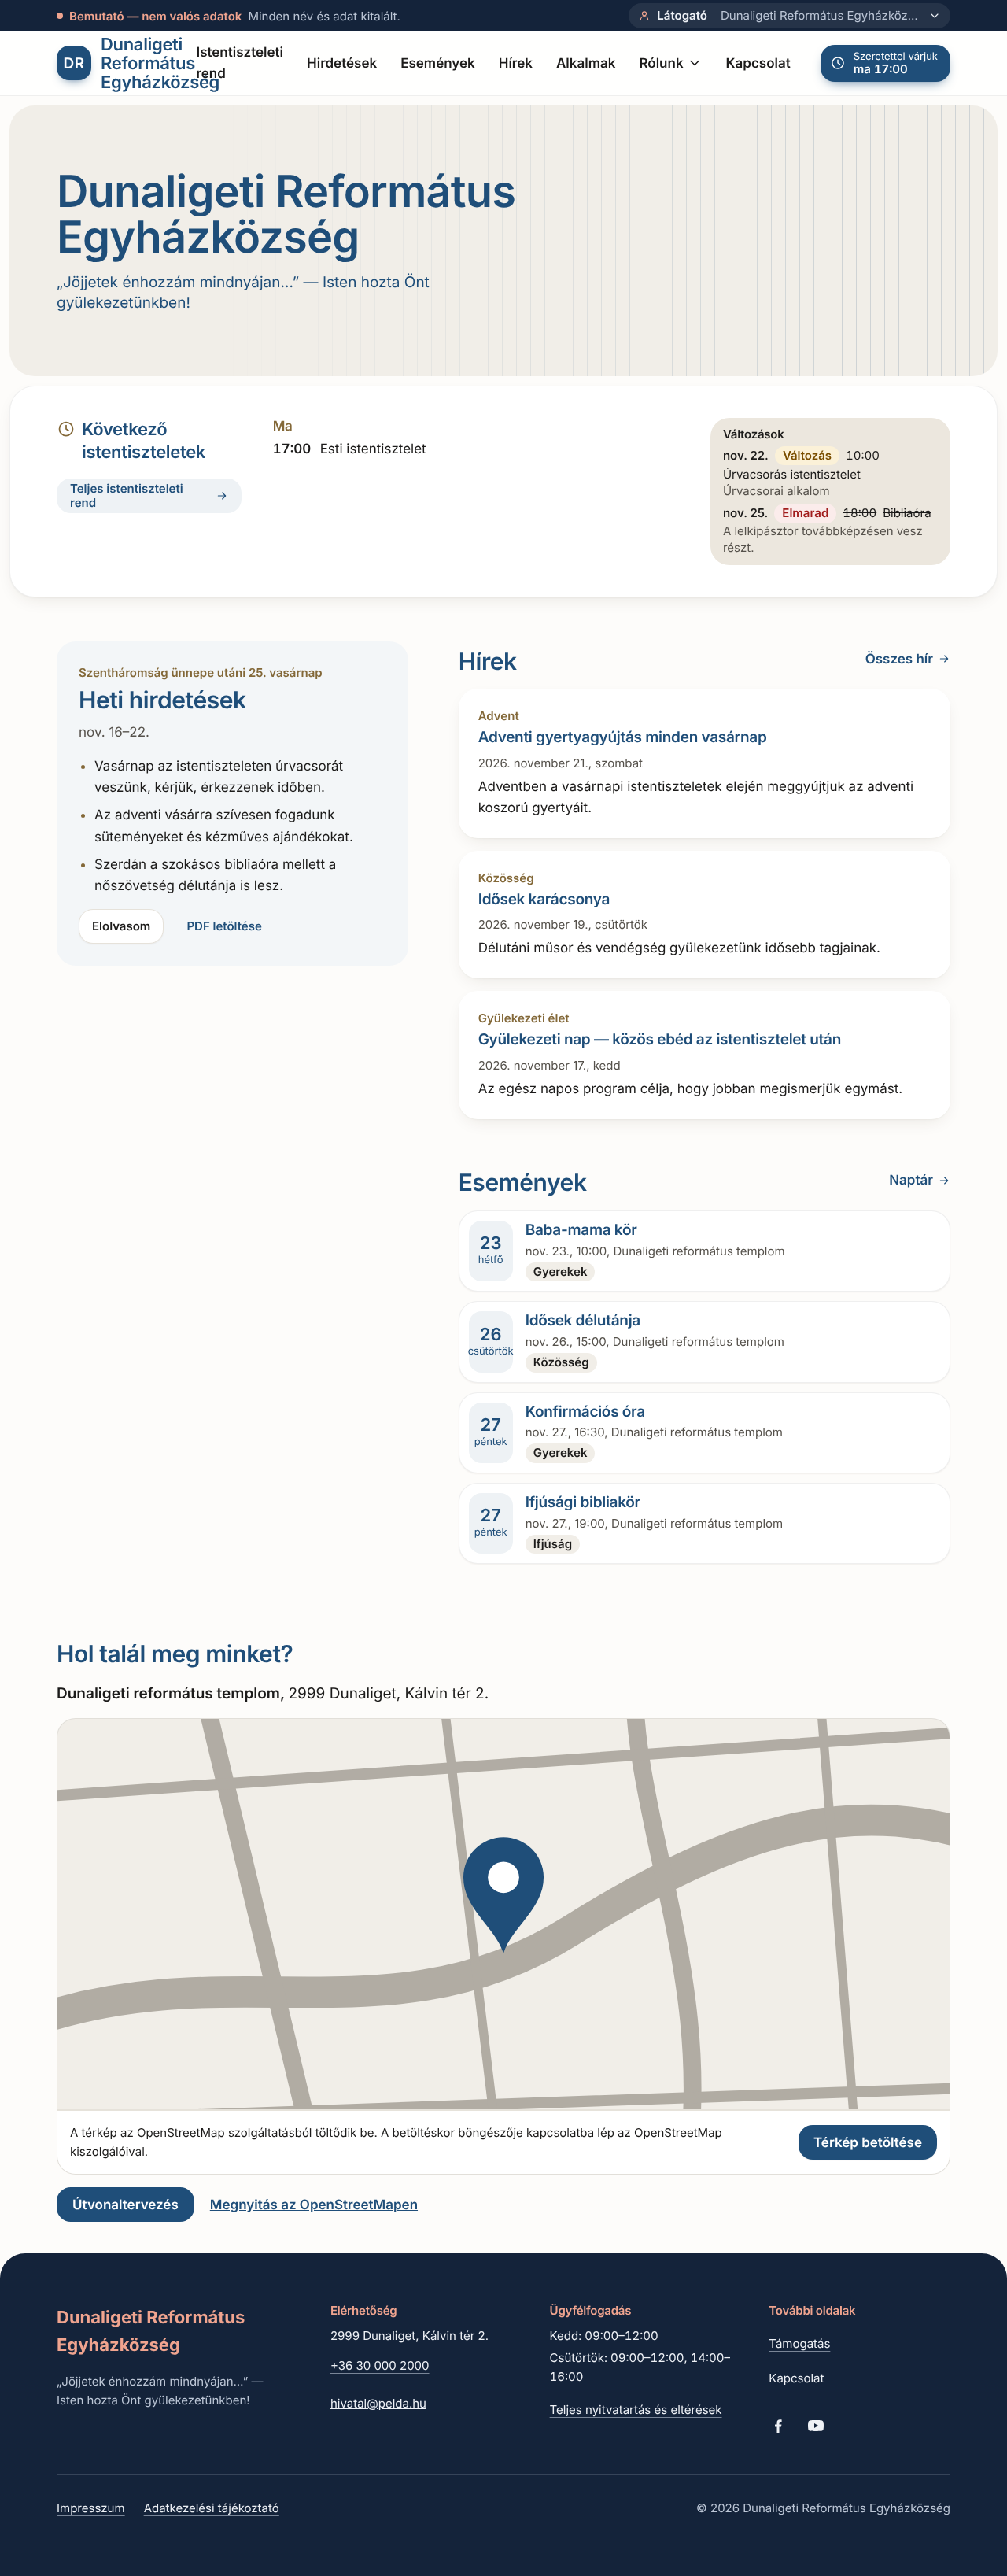 Bemutató — nem valós adatok Minden név és adat kitalált.
Látogató | Dunaligeti Református Egyházköz...
DR
Dunaligeti
Református
Egyházközség
Istentiszteleti
rend
Hirdetések
Események
Hírek
Alkalmak
Rólunk
Kapcsolat
Szeretettel várjuk
ma 17:00
Dunaligeti Református
Egyházközség
„Jöjjetek énhozzám mindnyájan…” — Isten hozta Önt
gyülekezetünkben!
Következő
istentiszteletek
Teljes istentiszteleti
rend
Ma
17:00 Esti istentisztelet
Változások
nov. 22. Változás 10:00
Úrvacsorás istentisztelet
Úrvacsorai alkalom
nov. 25. Elmarad 18:00 Bibliaóra
A lelkipásztor továbbképzésen vesz
részt.
Szentháromság ünnepe utáni 25. vasárnap
Heti hirdetések
nov. 16–22.
Vasárnap az istentiszteleten úrvacsorát
veszünk, kérjük, érkezzenek időben.
Az adventi vásárra szívesen fogadunk
süteményeket és kézműves ajándékokat.
Szerdán a szokásos bibliaóra mellett a
nőszövetség délutánja is lesz.
Elolvasom
PDF letöltése
Hírek
Összes hír
Advent
Adventi gyertyagyújtás minden vasárnap
2026. november 21., szombat
Adventben a vasárnapi istentiszteletek elején meggyújtjuk az adventi
koszorú gyertyáit.
Közösség
Idősek karácsonya
2026. november 19., csütörtök
Délutáni műsor és vendégség gyülekezetünk idősebb tagjainak.
Gyülekezeti élet
Gyülekezeti nap — közös ebéd az istentisztelet után
2026. november 17., kedd
Az egész napos program célja, hogy jobban megismerjük egymást.
Események
Naptár
23
hétfő
Baba-mama kör
nov. 23., 10:00, Dunaligeti református templom
Gyerekek
26
csütörtök
Idősek délutánja
nov. 26., 15:00, Dunaligeti református templom
Közösség
27
péntek
Konfirmációs óra
nov. 27., 16:30, Dunaligeti református templom
Gyerekek
27
péntek
Ifjúsági bibliakör
nov. 27., 19:00, Dunaligeti református templom
Ifjúság
Hol talál meg minket?
Dunaligeti református templom, 2999 Dunaliget, Kálvin tér 2.
A térkép az OpenStreetMap szolgáltatásból töltődik be. A betöltéskor böngészője kapcsolatba lép az OpenStreetMap
kiszolgálóival.
Térkép betöltése
Útvonaltervezés
Megnyitás az OpenStreetMapen
Dunaligeti Református
Egyházközség
„Jöjjetek énhozzám mindnyájan…” —
Isten hozta Önt gyülekezetünkben!
Elérhetőség
2999 Dunaliget, Kálvin tér 2.
+36 30 000 2000
hivatal@pelda.hu
Ügyfélfogadás
Kedd: 09:00–12:00
Csütörtök: 09:00–12:00, 14:00–
16:00
Teljes nyitvatartás és eltérések
További oldalak
Támogatás
Kapcsolat
Impresszum
Adatkezelési tájékoztató
© 2026 Dunaligeti Református Egyházközség